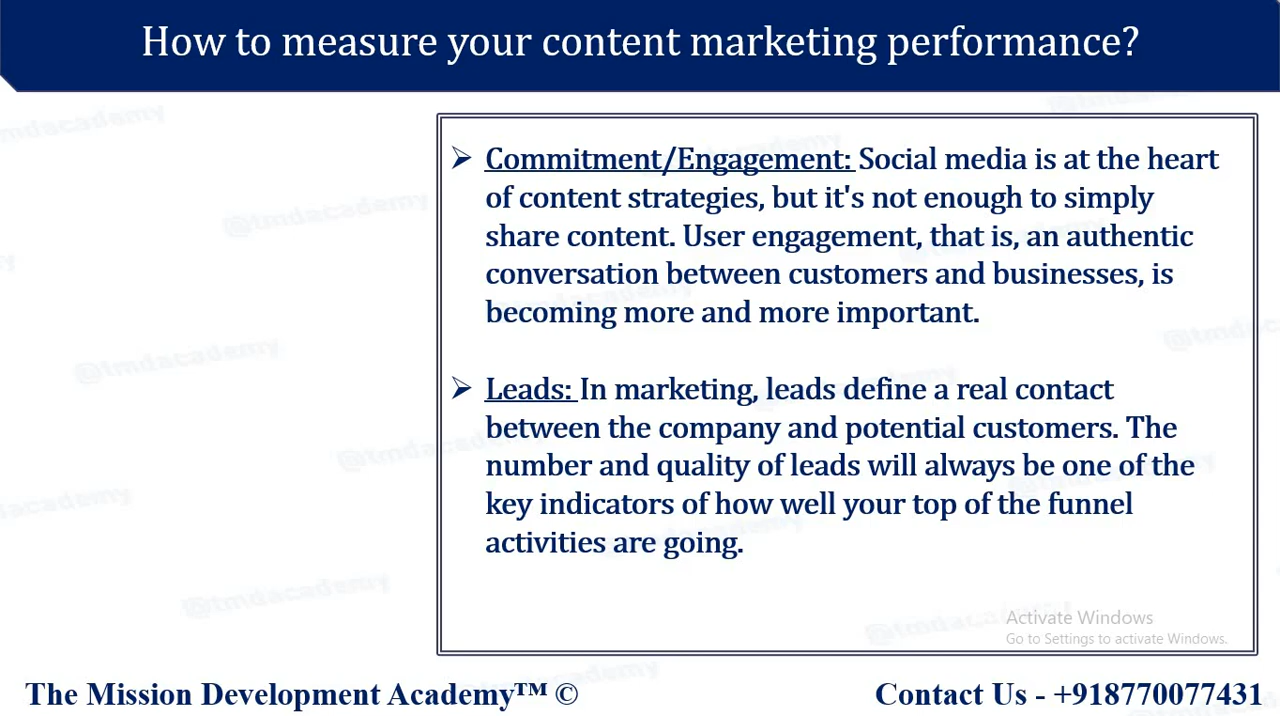 How to measure your content marketing performance?
@tmdacademy
➢ Commitment/Engagement: Social media is at the heart
of content strategies, but it's not enough to simply
share content. User engagement, that is, an authentic
conversation between customers and businesses, is
becoming more and more important.
@tmdacademy
➢ Leads: In marketing, leads define a real contact
between the company and potential customers. The
number and quality of leads will always be one of the
key indicators of how well your top of the funnel
activities are going.
@tmdacademy
Activate Windows
Go to Settings to activate Windows.
The Mission Development Academy™ ©
Contact Us - +918770077431